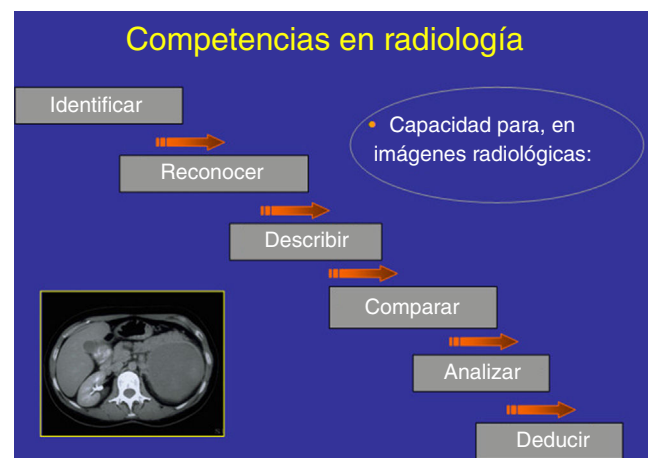 Competencias en radiología
Identificar
• Capacidad para, en
imágenes radiológicas:
Reconocer
Describir
Comparar
Analizar
Deducir